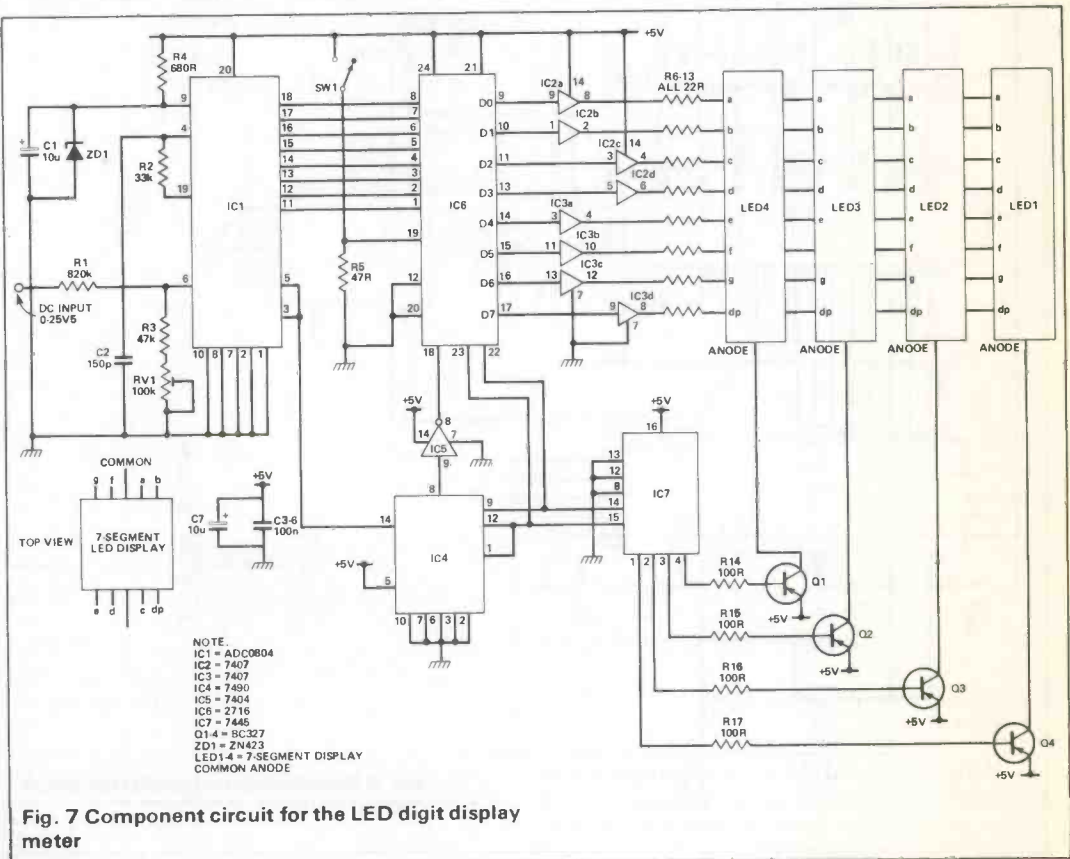 +5V
R4
680R
20
24
21
SW1
IC2a
14
R6-13
ALL 22R
9
18
8
D0
9
9
8
a
a
a
a
17
7
IC2b
4
16
6
D1
10
1
2
b
b
b
b
C1
10u
ZD1
15
5
IC2c
14
R2
33k
14
4
D2
11
3
4
c
c
c
c
13
3
IC2d
19
12
2
D3
13
5
6
d
d
d
d
11
1
IC3a
LED4
LED3
LED2
LED1
IC1
IC6
D4
14
3
4
e
e
e
e
19
IC3b
R1
820k
D5
15
11
10
f
f
f
f
6
5
R5
47R
12
IC3c
DC INPUT
0-25V5
3
D6
16
13
12
g
g
g
g
R3
47k
20
7
IC3d
D7
17
9
8
dp
dp
dp
dp
C2
150p
10 8 7 2 1
18
23
22
7
ANODE
ANODE
ANODE
ANODE
RV1
100k
+5V
8
+5V
14
7
16
IC5
COMMON
9
13
g f a b
+5V
12
8
IC7
8
14
9
14
C7
10u
C3-6
100n
12
15
TOP VIEW
7-SEGMENT
LED DISPLAY
IC4
1
1 2 3 4
R14
100R
Q1
+5V
5
+5V
e d c dp
R15
100R
Q2
10 7 6 3 2
+5V
NOTE.
IC1 = ADC0804
IC2 = 7407
IC3 = 7407
IC4 = 7490
IC5 = 7404
IC6 = 2716
IC7 = 7445
Q1-4 = BC327
ZD1 = ZN423
LED1-4 = 7-SEGMENT DISPLAY
COMMON ANODE
R16
100R
Q3
+5V
R17
100R
Q4
+5V
Fig. 7 Component circuit for the LED digit display
meter